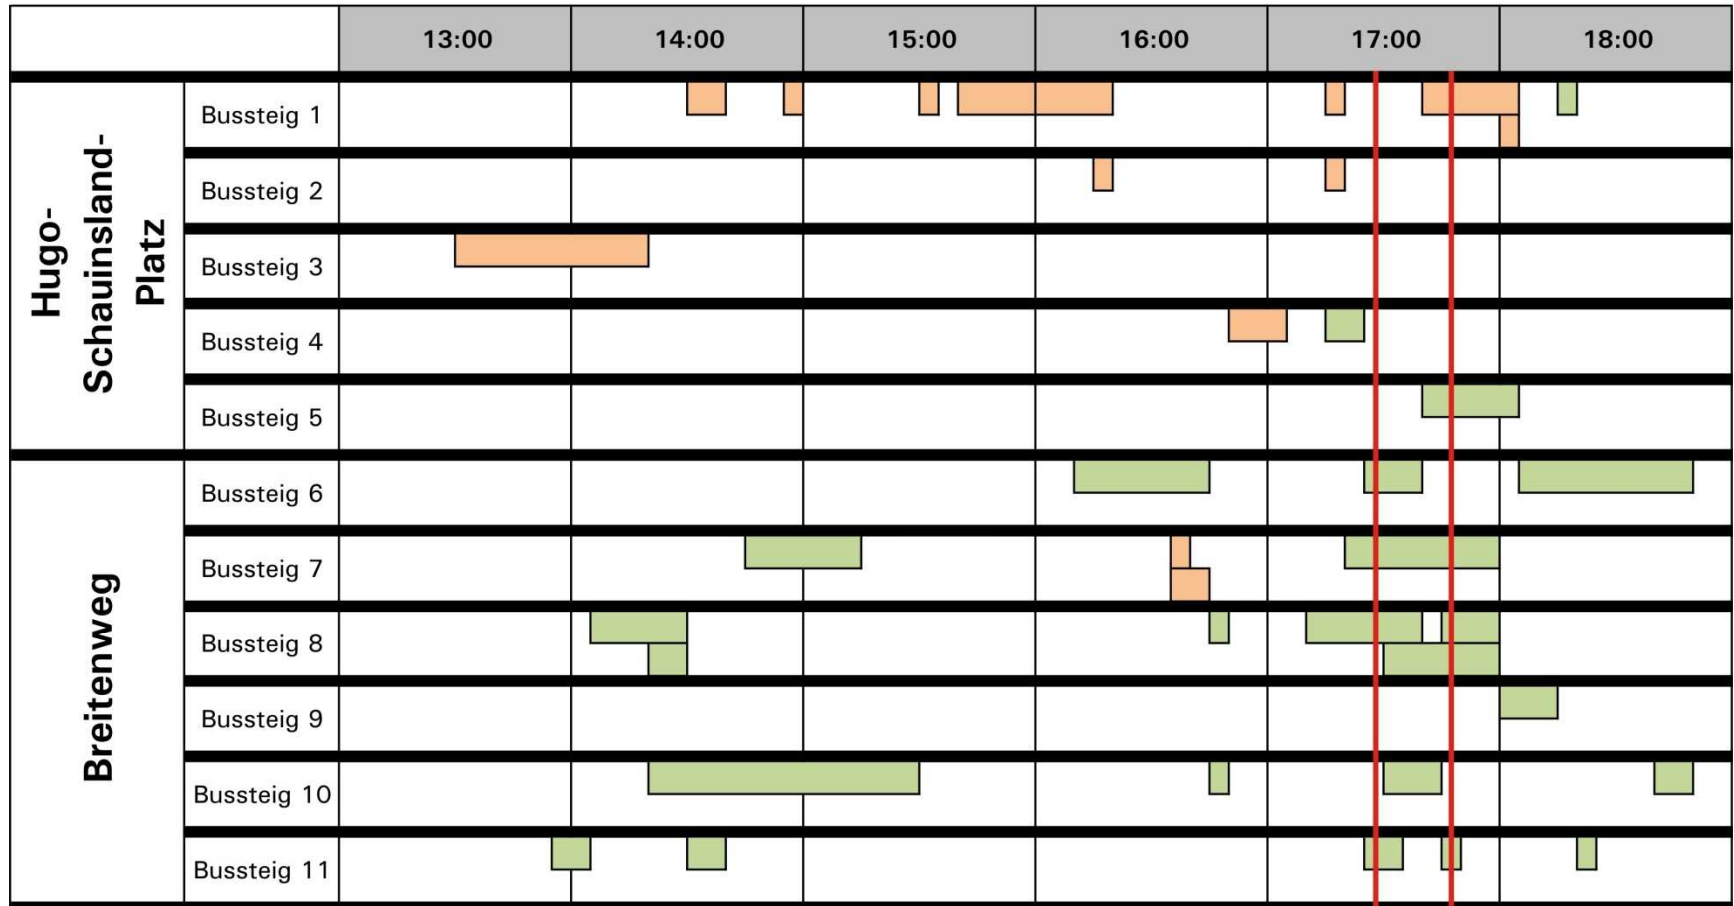 13:00 14:00 15:00 16:00 17:00 18:00
Hugo-
Schauinsland-
Platz
Bussteig 1
Bussteig 2
Bussteig 3
Bussteig 4
Bussteig 5
Breitenweg
Bussteig 6
Bussteig 7
Bussteig 8
Bussteig 9
Bussteig 10
Bussteig 11